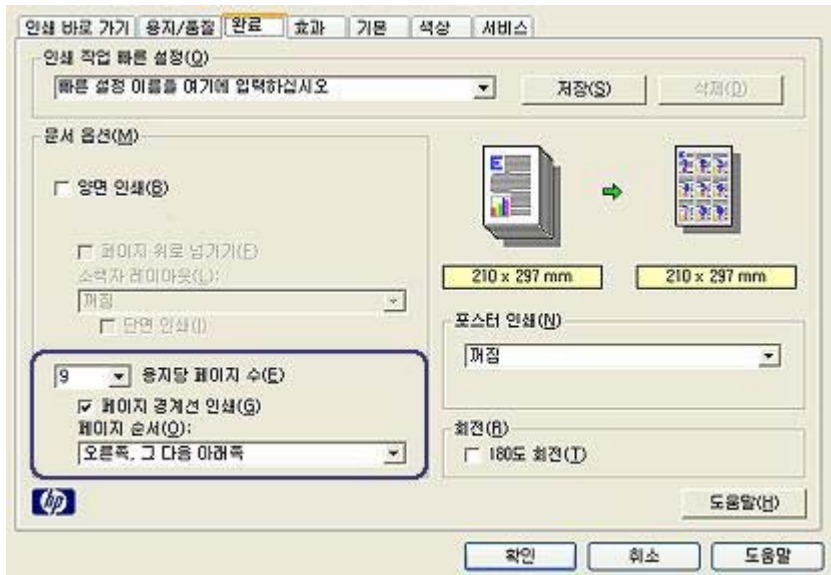 인쇄 바로 가기 용지/품질 완료 효과 기본 색상 서비스
인쇄 작업 빠른 설정(Q)
빠른 설정 이름을 여기에 입력하십시오
저장(S) 삭제(D)
문서 옵션(M)
양면 인쇄(B)
페이지 위로 넘기기(F)
소책자 레이아웃(L):
꺼짐
단면 인쇄(I)
9 용지당 페이지 수(E)
페이지 경계선 인쇄(G)
페이지 순서(O):
오른쪽, 그 다음 아래쪽
210 x 297 mm 210 x 297 mm
포스터 인쇄(N)
꺼짐
회전(R)
180도 회전(T)
hp
도움말(H)
확인 취소 도움말